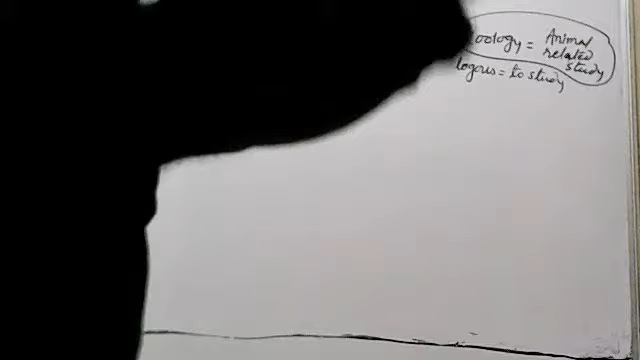 oology = Animal
related
study
logous = to study